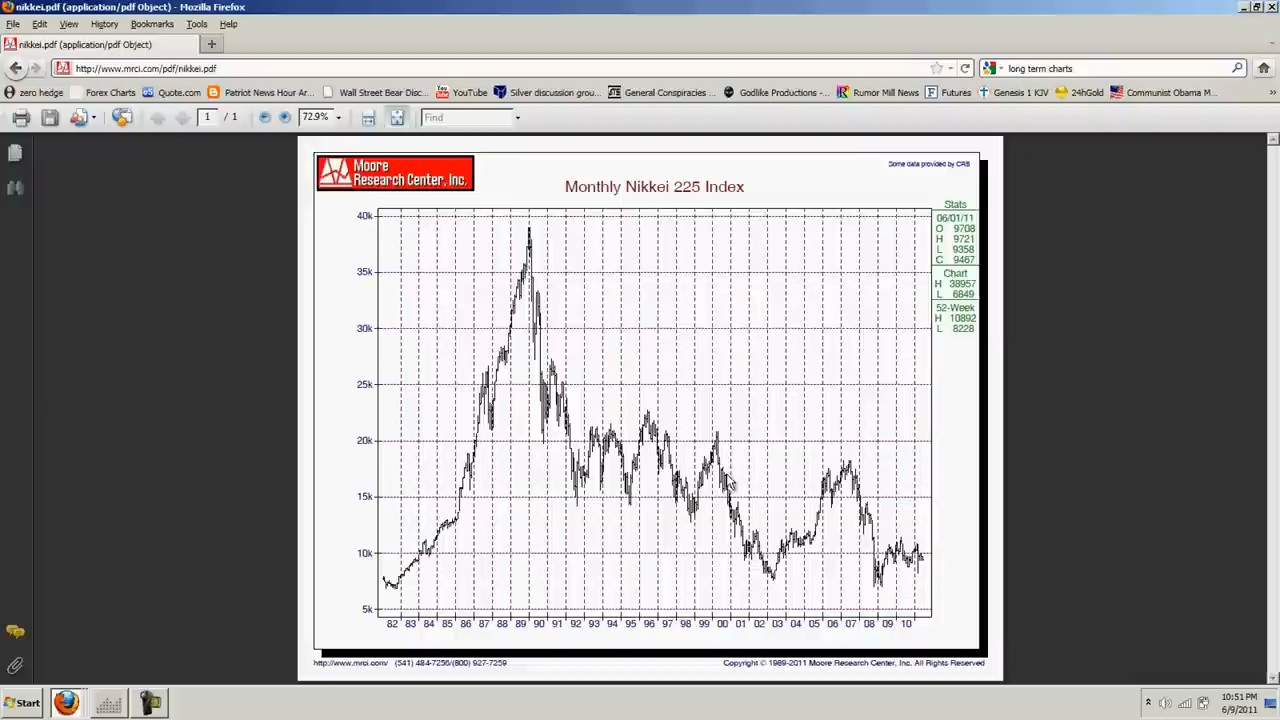 nikkei.pdf (application/pdf Object) - Mozilla Firefox
File Edit View History Bookmarks Tools Help
nikkei.pdf (application/pdf Object)
http://www.mrci.com/pdf/nikkei.pdf
long term charts
zero hedge Forex Charts Quote.com Patriot News Hour Ar... Wall Street Bear Disc... YouTube Silver discussion grou... General Conspiracies ... Godlike Productions - ... Rumor Mill News Futures Genesis 1 KJV 24hGold Communist Obama M...
1 / 1 72.9% Find
Moore
Research Center, Inc.
Some data provided by CRB
Monthly Nikkei 225 Index
Stats
06/01/11
O 9708
H 9721
L 9358
C 9467
Chart
H 38957
L 6849
52-Week
H 10892
L 8228
40k
35k
30k
25k
20k
15k
10k
5k
82 83 84 85 86 87 88 89 90 91 92 93 94 95 96 97 98 99 00 01 02 03 04 05 06 07 08 09 10
http://www.mrci.com/ (541) 484-7256/(800) 927-7259
Copyright © 1989-2011 Moore Research Center, Inc. All Rights Reserved
Start
10:51 PM
6/9/2011